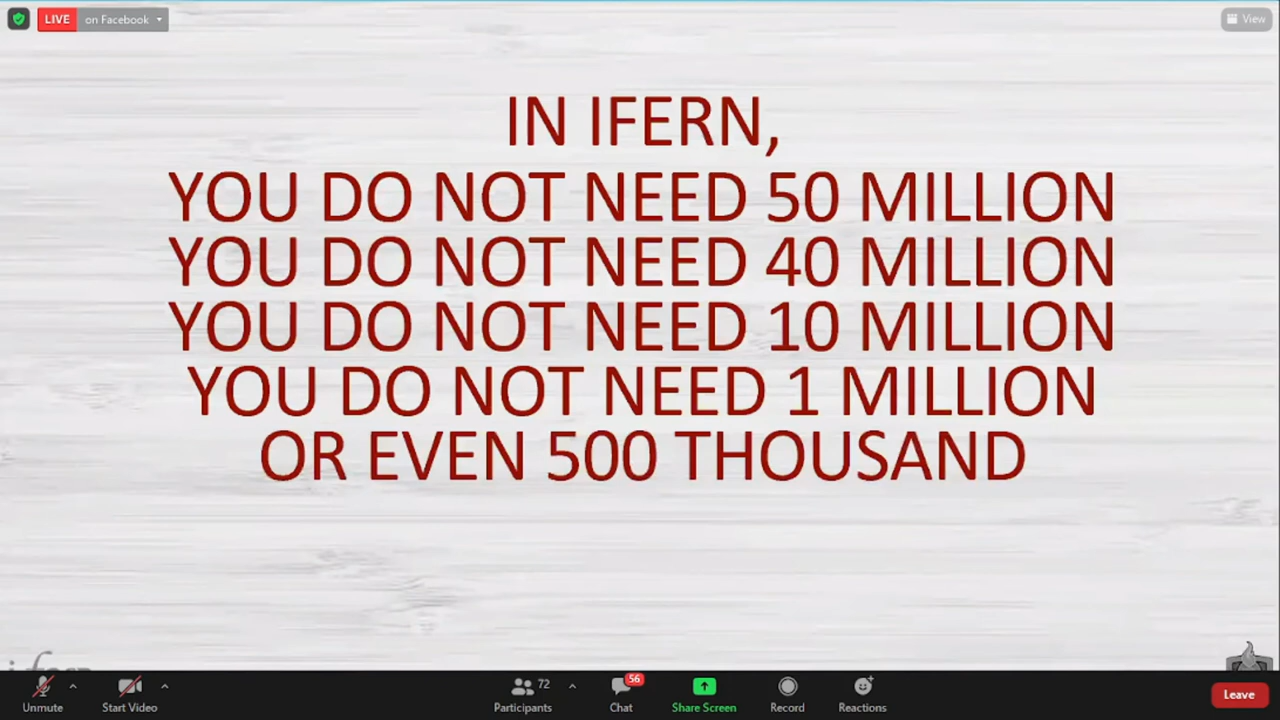 LIVE on Facebook
View
IN IFERN,
YOU DO NOT NEED 50 MILLION
YOU DO NOT NEED 40 MILLION
YOU DO NOT NEED 10 MILLION
YOU DO NOT NEED 1 MILLION
OR EVEN 500 THOUSAND
Unmute
Start Video
72
Participants
56
Chat
Share Screen
Record
Reactions
Leave